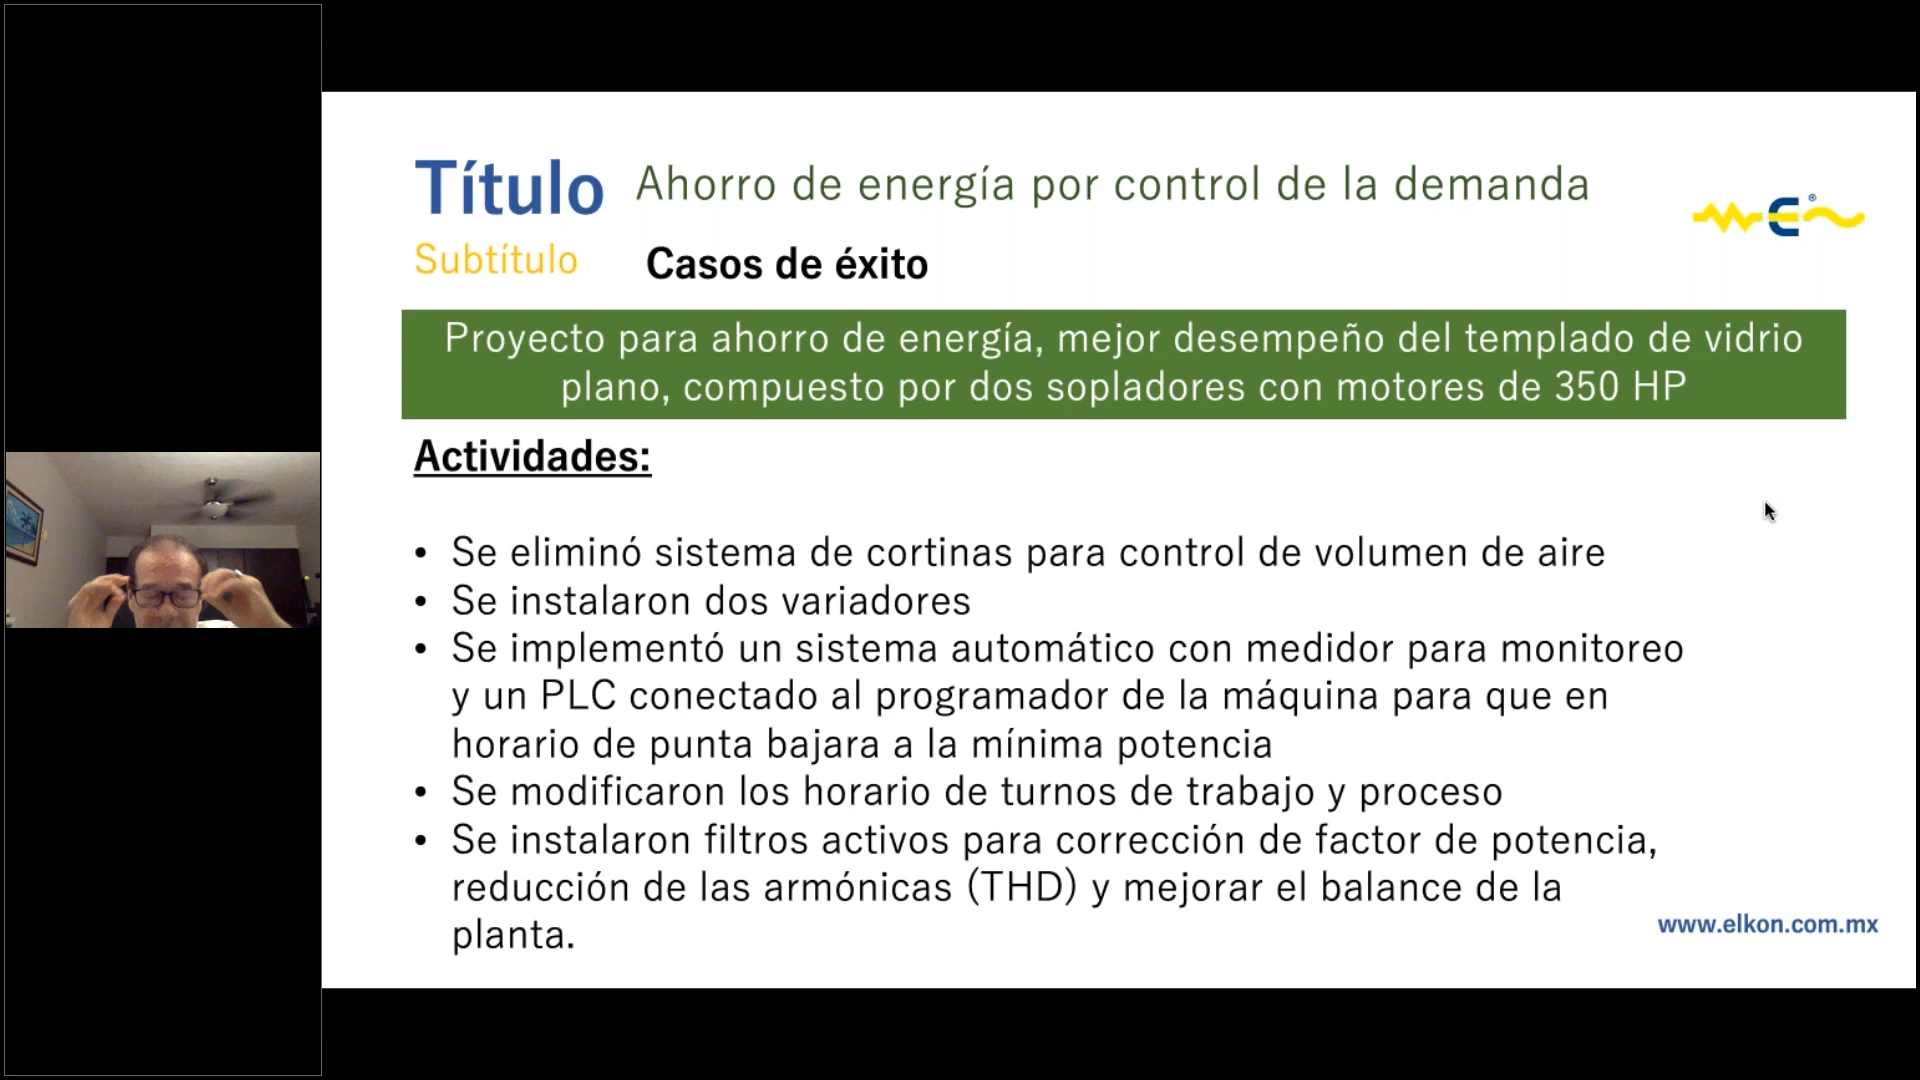 Título Ahorro de energía por control de la demanda
Subtítulo Casos de éxito
Proyecto para ahorro de energía, mejor desempeño del templado de vidrio
plano, compuesto por dos sopladores con motores de 350 HP
Actividades:
• Se eliminó sistema de cortinas para control de volumen de aire
• Se instalaron dos variadores
• Se implementó un sistema automático con medidor para monitoreo
y un PLC conectado al programador de la máquina para que en
horario de punta bajara a la mínima potencia
• Se modificaron los horario de turnos de trabajo y proceso
• Se instalaron filtros activos para corrección de factor de potencia,
reducción de las armónicas (THD) y mejorar el balance de la
planta.
www.elkon.com.mx
E®